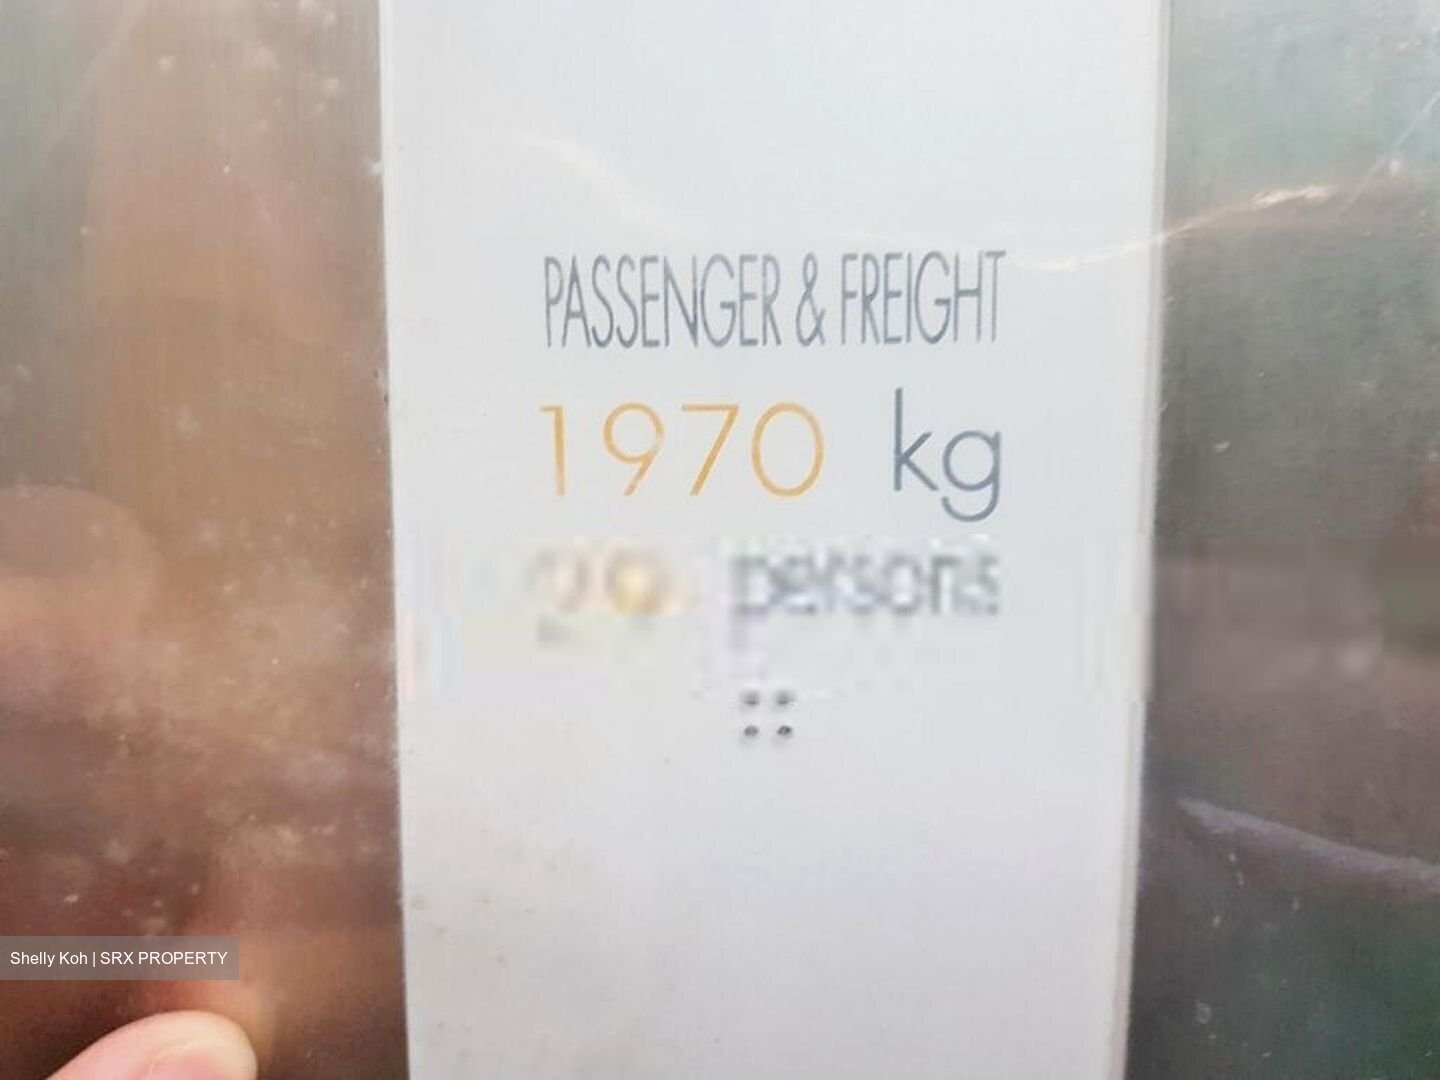 PASSENGER & FREIGHT
1970 kg
persons
Shelly Koh | SRX PROPERTY